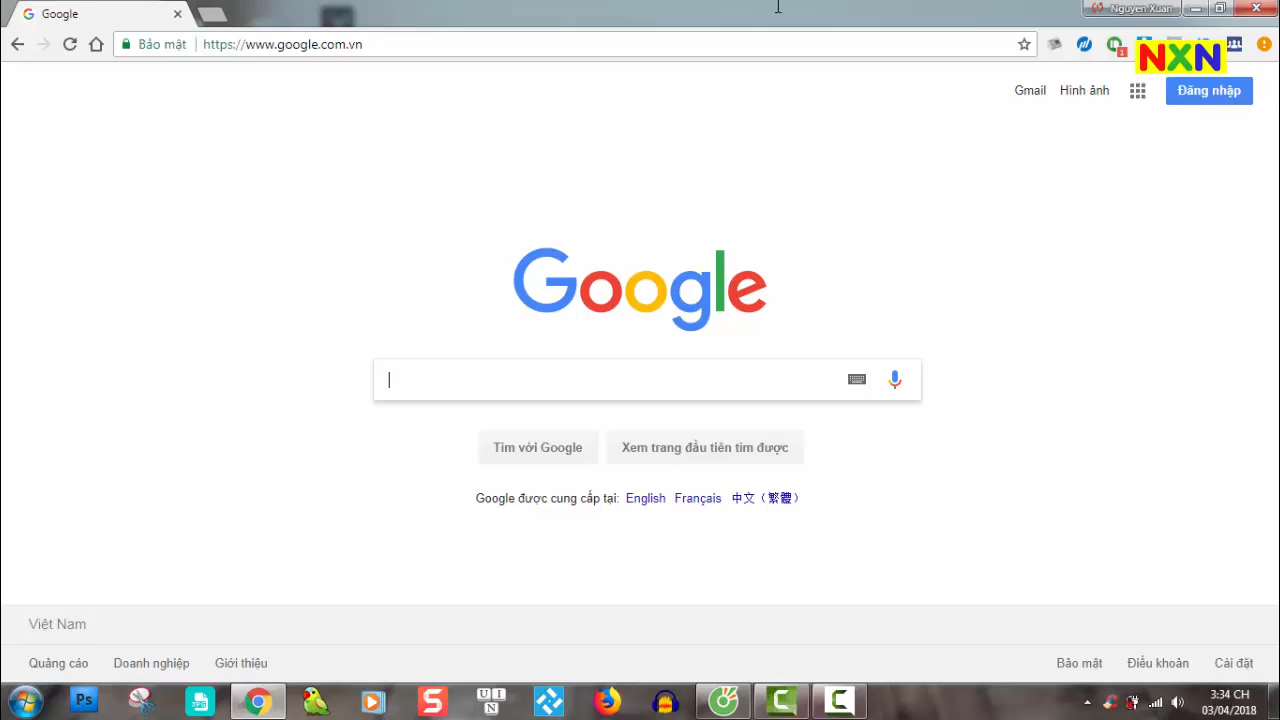 Google
Nguyen Xuan
Bảo mật
https://www.google.com.vn
1
NXN
Gmail Hình ảnh
Đăng nhập
Google
Tìm với Google
Xem trang đầu tiên tìm được
Google được cung cấp tại: English Français 中文（繁體）
Việt Nam
Quảng cáo Doanh nghiệp Giới thiệu
Bảo mật Điều khoản Cài đặt
Ps
JPG
S
U I
N
C
C
3:34 CH
03/04/2018